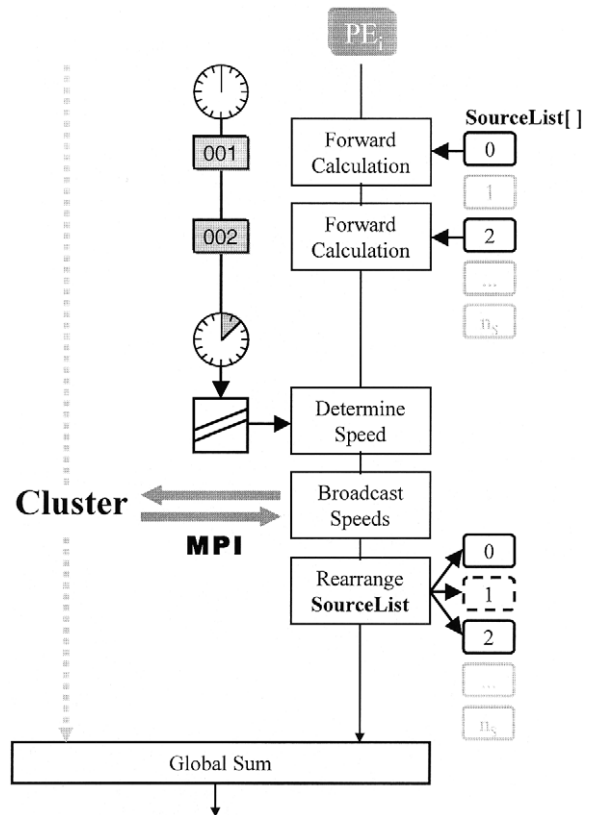 PEi
SourceList[ ]
001
Forward
Calculation
0
1
002
Forward
Calculation
2
...
nS
Determine
Speed
Cluster
MPI
Broadcast
Speeds
Rearrange
SourceList
0
1
2
...
nS
Global Sum